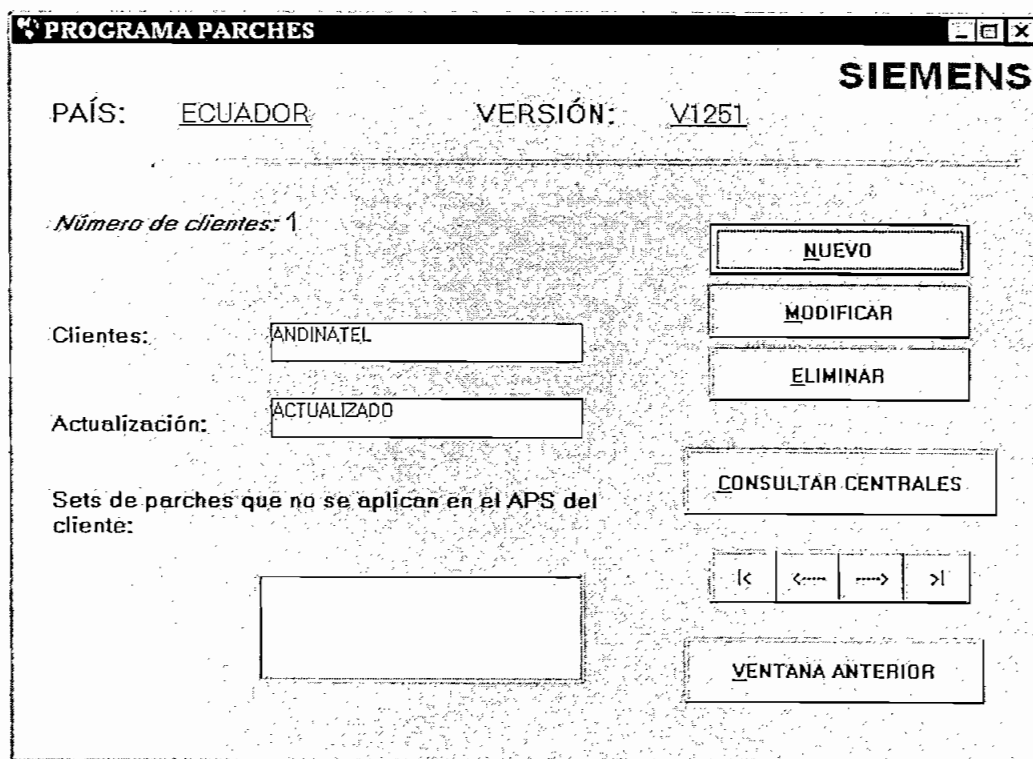 PROGRAMA PARCHES
SIEMENS
PAÍS: ECUADOR VERSIÓN: V1251
Número de clientes: 1
NUEVO
MODIFICAR
Clientes: ANDINATEL
ELIMINAR
Actualización: ACTUALIZADO
CONSULTAR CENTRALES
Sets de parches que no se aplican en el APS del
cliente:
|< <---- ----> >|
VENTANA ANTERIOR